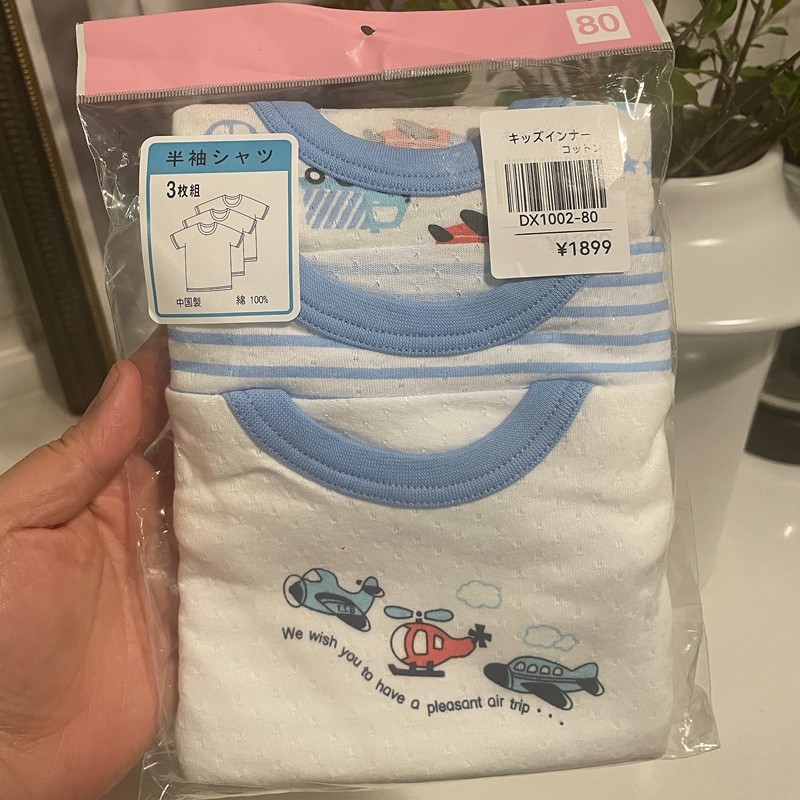 80
半袖シャツ
3枚組
中国製 綿 100%
キッズインナー
コットン
DX1002-80
¥1899
We wish you to have a pleasant air trip . . .